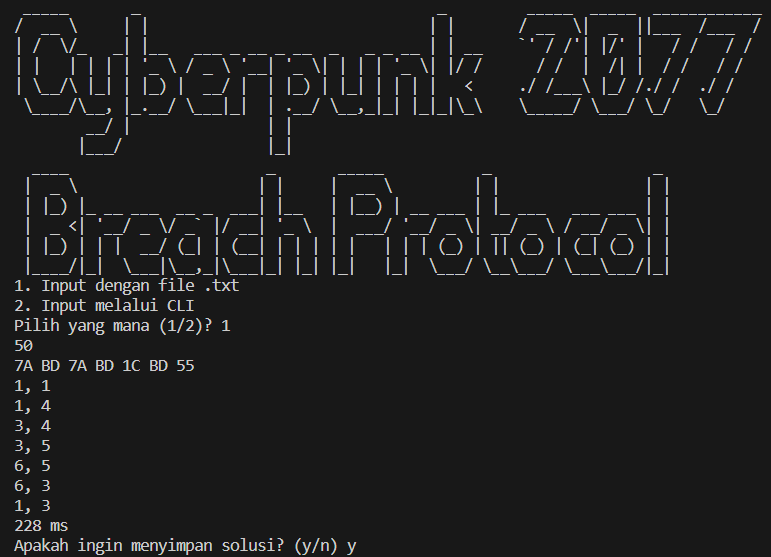 Cyberpunk 2077
Breach Protocol
1. Input dengan file .txt
2. Input melalui CLI
Pilih yang mana (1/2)? 1
50
7A BD 7A BD 1C BD 55
1, 1
1, 4
3, 4
3, 5
6, 5
6, 3
1, 3
228 ms
Apakah ingin menyimpan solusi? (y/n) y